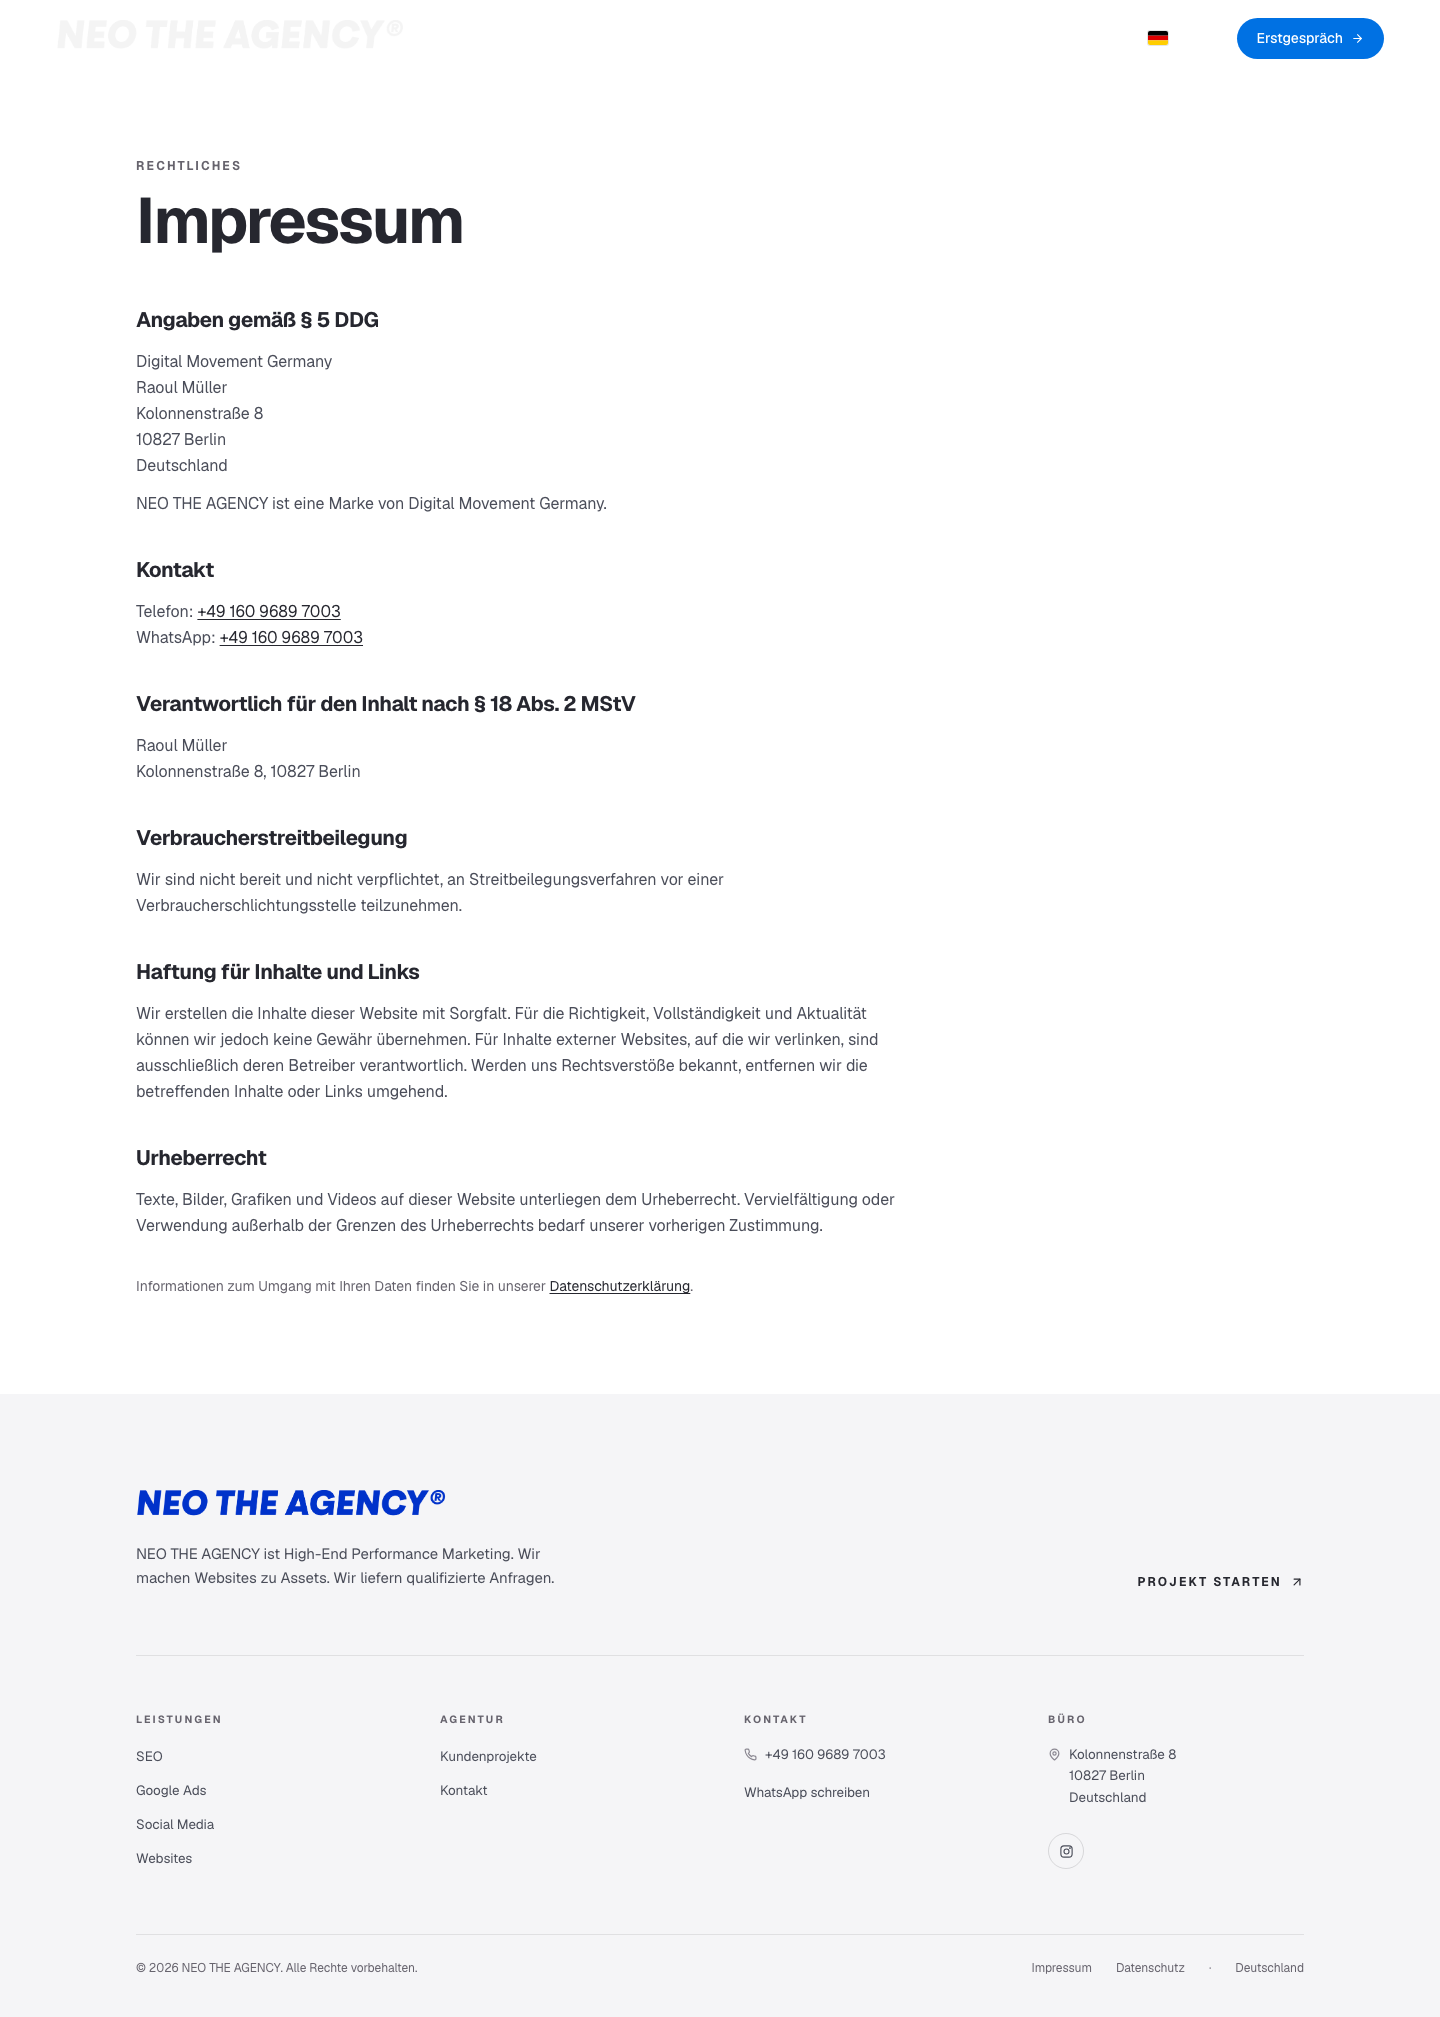 NEO THE AGENCY®
Erstgespräch →
RECHTLICHES
Impressum
Angaben gemäß § 5 DDG
Digital Movement Germany
Raoul Müller
Kolonnenstraße 8
10827 Berlin
Deutschland
NEO THE AGENCY ist eine Marke von Digital Movement Germany.
Kontakt
Telefon: +49 160 9689 7003
WhatsApp: +49 160 9689 7003
Verantwortlich für den Inhalt nach § 18 Abs. 2 MStV
Raoul Müller
Kolonnenstraße 8, 10827 Berlin
Verbraucherstreitbeilegung
Wir sind nicht bereit und nicht verpflichtet, an Streitbeilegungsverfahren vor einer
Verbraucherschlichtungsstelle teilzunehmen.
Haftung für Inhalte und Links
Wir erstellen die Inhalte dieser Website mit Sorgfalt. Für die Richtigkeit, Vollständigkeit und Aktualität
können wir jedoch keine Gewähr übernehmen. Für Inhalte externer Websites, auf die wir verlinken, sind
ausschließlich deren Betreiber verantwortlich. Werden uns Rechtsverstöße bekannt, entfernen wir die
betreffenden Inhalte oder Links umgehend.
Urheberrecht
Texte, Bilder, Grafiken und Videos auf dieser Website unterliegen dem Urheberrecht. Vervielfältigung oder
Verwendung außerhalb der Grenzen des Urheberrechts bedarf unserer vorherigen Zustimmung.
Informationen zum Umgang mit Ihren Daten finden Sie in unserer Datenschutzerklärung.
NEO THE AGENCY®
NEO THE AGENCY ist High-End Performance Marketing. Wir
machen Websites zu Assets. Wir liefern qualifizierte Anfragen.
PROJEKT STARTEN ↗
LEISTUNGEN
SEO
Google Ads
Social Media
Websites
AGENTUR
Kundenprojekte
Kontakt
KONTAKT
+49 160 9689 7003
WhatsApp schreiben
BÜRO
Kolonnenstraße 8
10827 Berlin
Deutschland
© 2026 NEO THE AGENCY. Alle Rechte vorbehalten.
Impressum Datenschutz · Deutschland